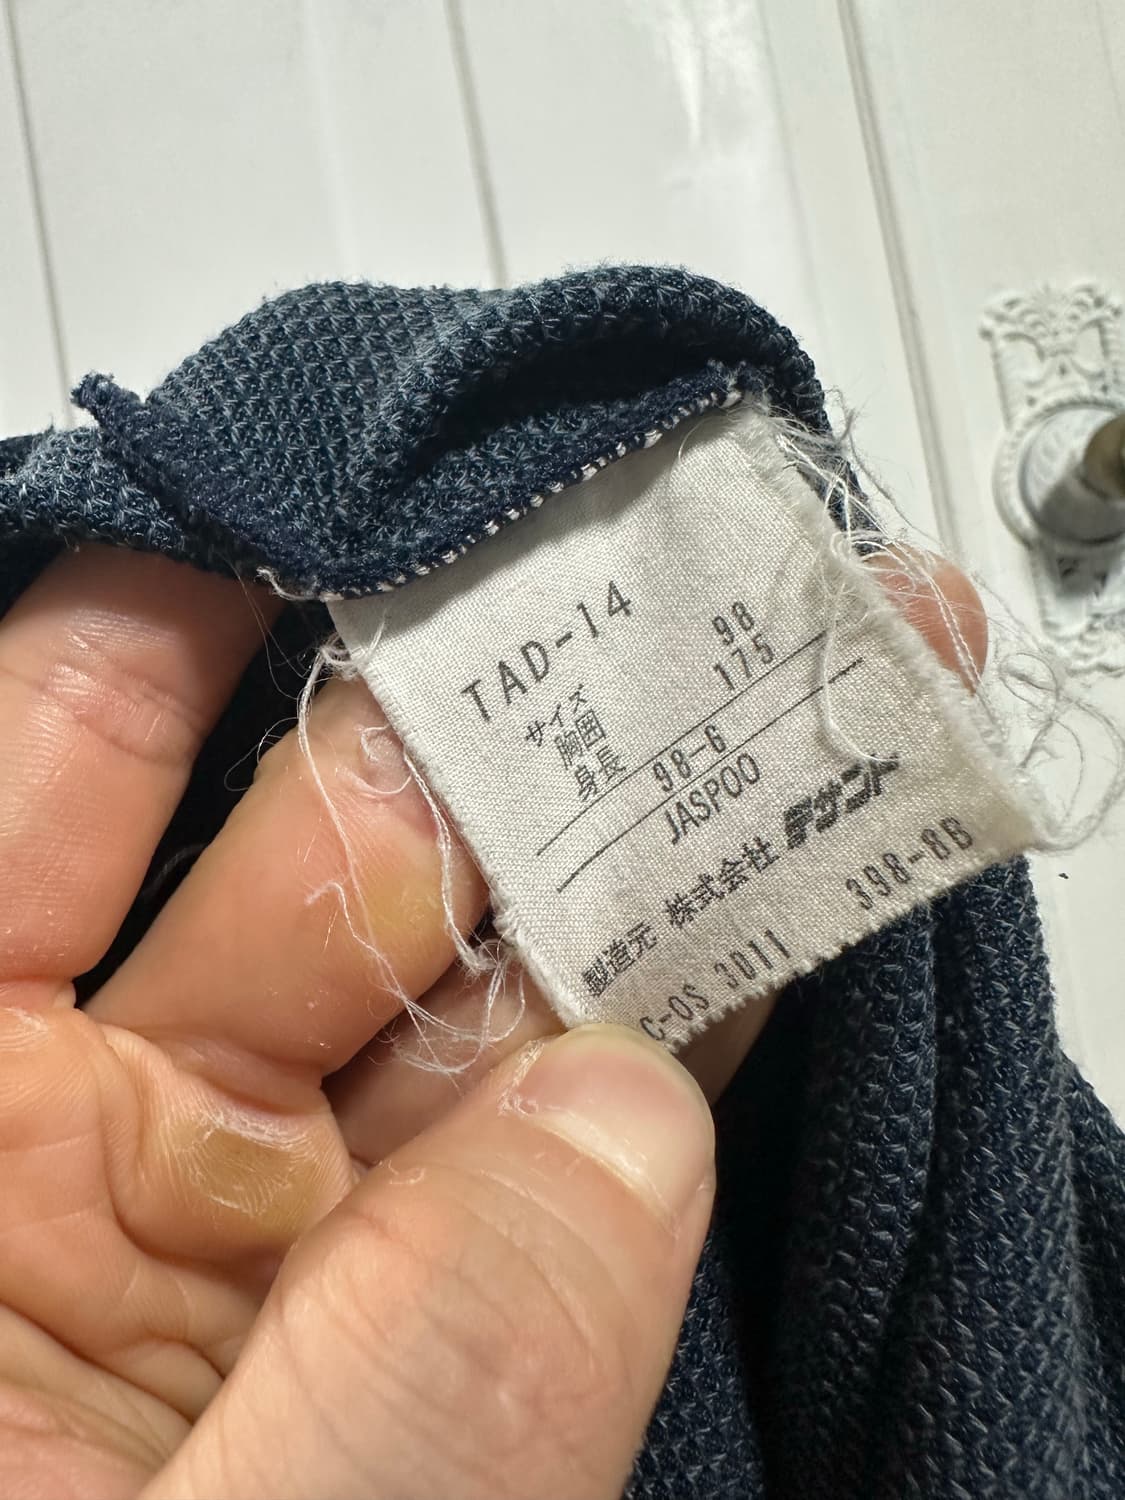 TAD-14
サイズ
胸囲 98
身長 175
98-6
JASPOO
製造元 株式会社 デサント
C-OS 3011 398-8B